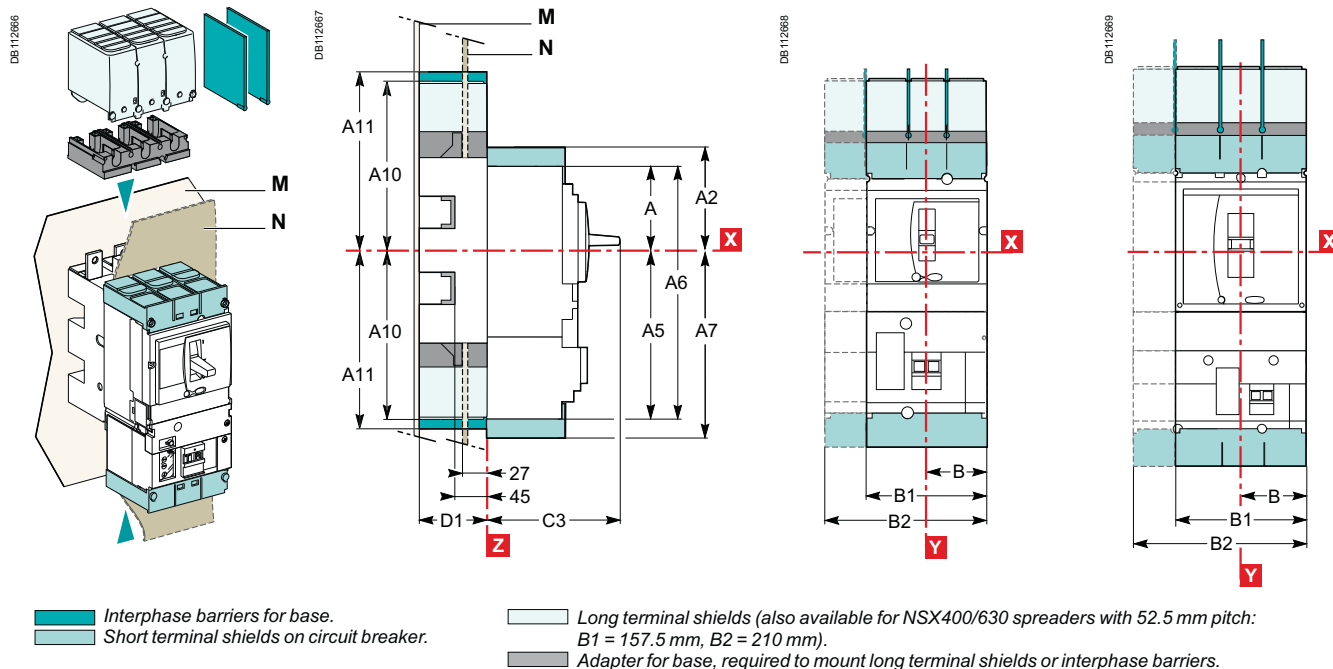 DB112666
M
N
DB112667
M
N
A11
A10
A10
A11
A
A2
X
A6
A5
A7
27
45
D1
C3
Z
DB112668
X
B
B1
B2
Y
DB112669
X
B
B1
B2
Y
Interphase barriers for base.
Short terminal shields on circuit breaker.
Long terminal shields (also available for NSX400/630 spreaders with 52.5 mm pitch:
B1 = 157.5 mm, B2 = 210 mm).
Adapter for base, required to mount long terminal shields or interphase barriers.